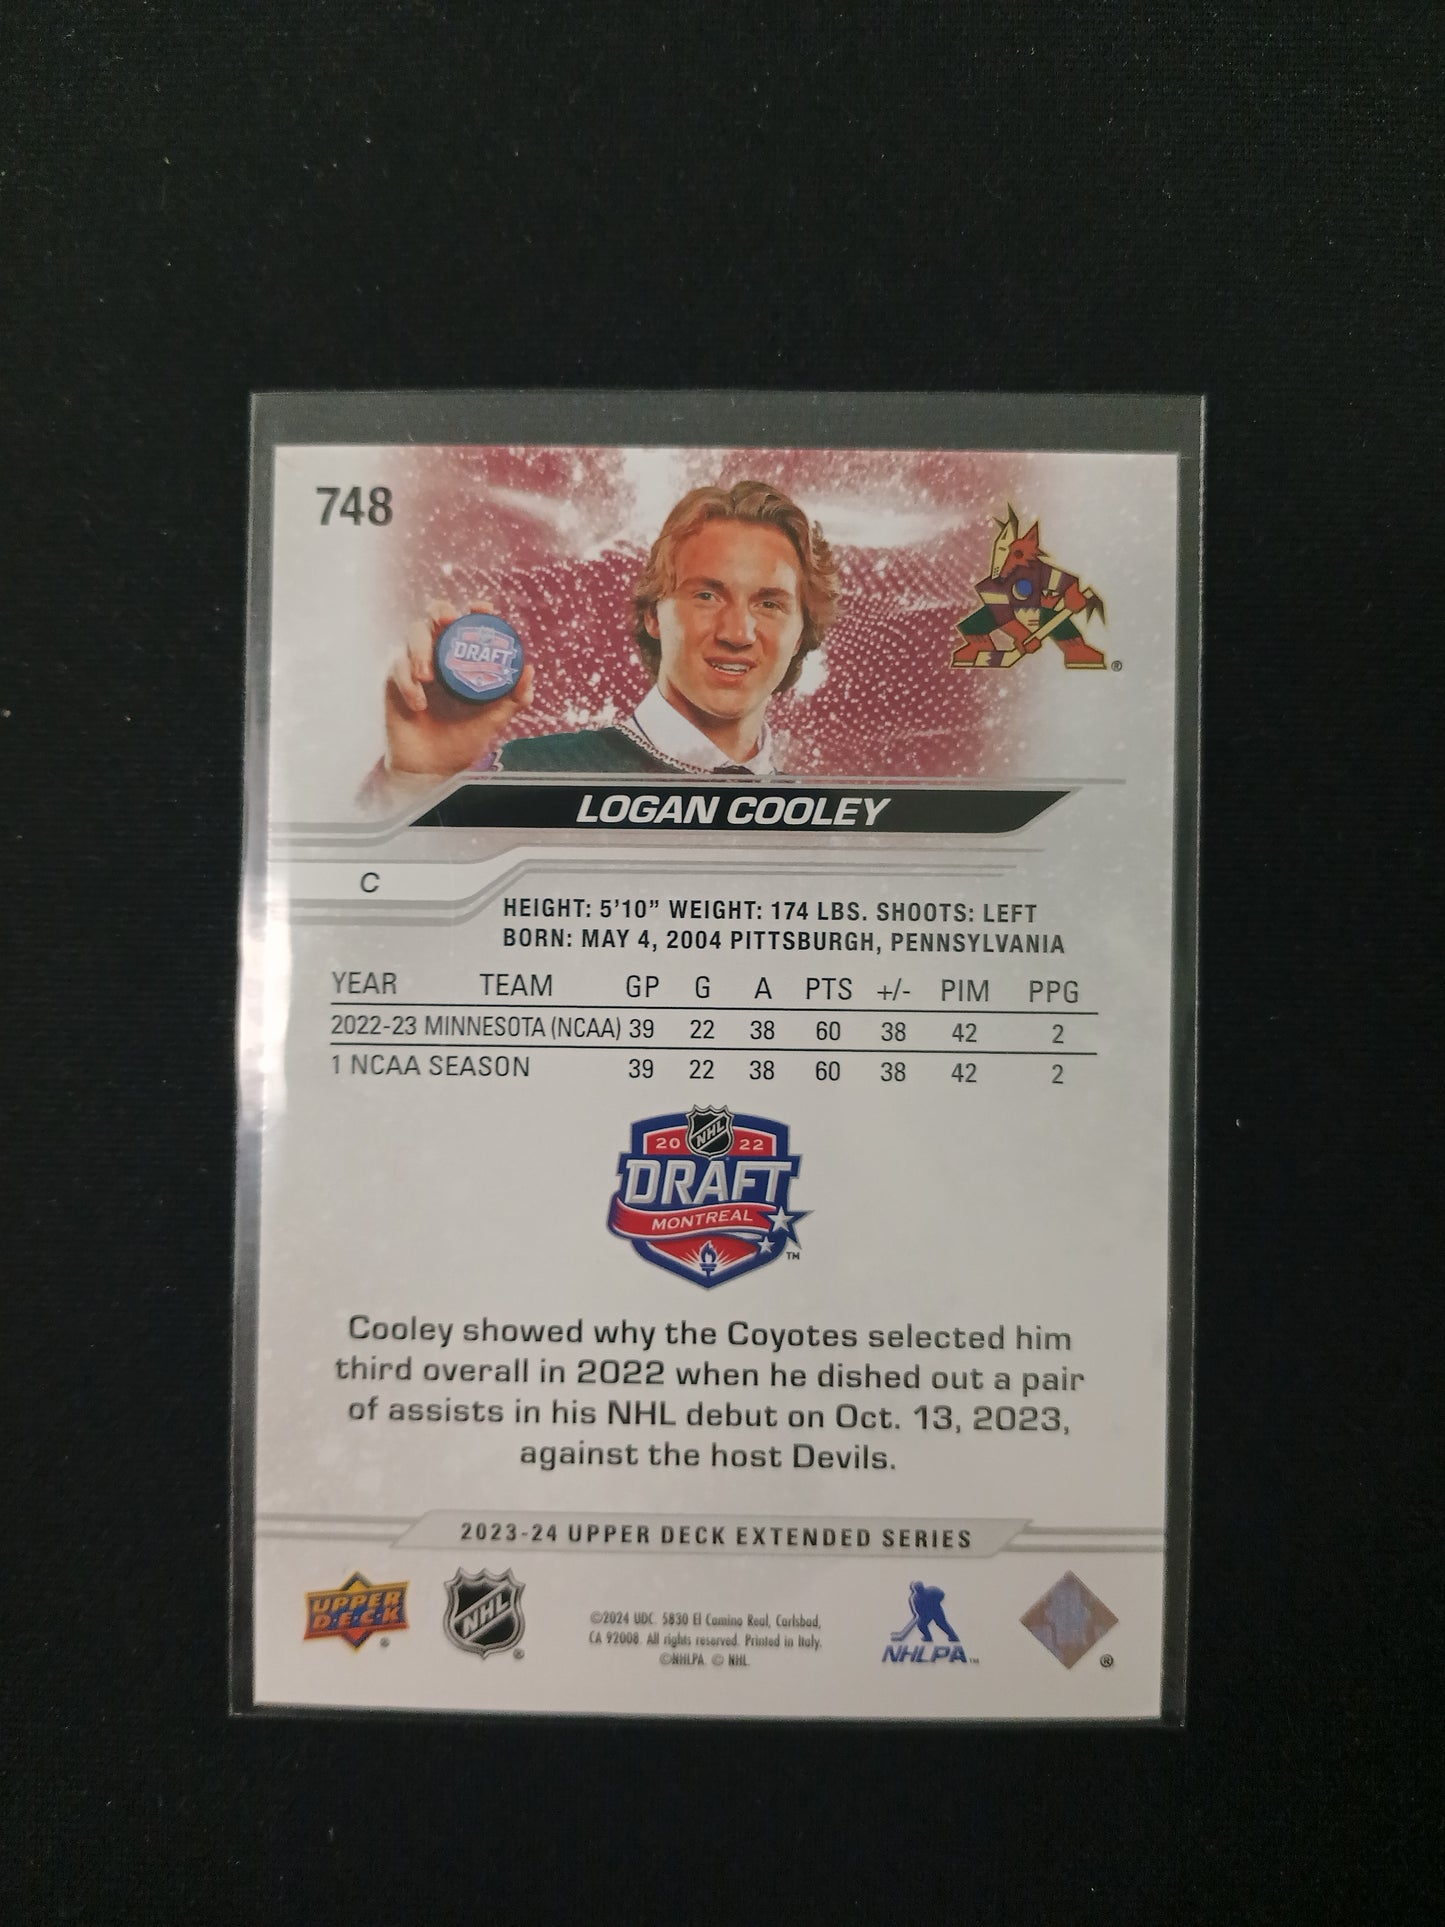 748
DRAFT
®
LOGAN COOLEY
C
HEIGHT: 5'10" WEIGHT: 174 LBS. SHOOTS: LEFT
BORN: MAY 4, 2004 PITTSBURGH, PENNSYLVANIA
YEAR TEAM GP G A PTS +/- PIM PPG
2022-23 MINNESOTA (NCAA) 39 22 38 60 38 42 2
1 NCAA SEASON 39 22 38 60 38 42 2
20 NHL 22
DRAFT
MONTREAL
TM
Cooley showed why the Coyotes selected him
third overall in 2022 when he dished out a pair
of assists in his NHL debut on Oct. 13, 2023,
against the host Devils.
2023-24 UPPER DECK EXTENDED SERIES
UPPER
DECK ®
NHL ®
©2024 UDC. 5830 El Camino Real, Carlsbad,
CA 92008. All rights reserved. Printed in Italy.
©NHLPA. © NHL.
NHLPA™
®